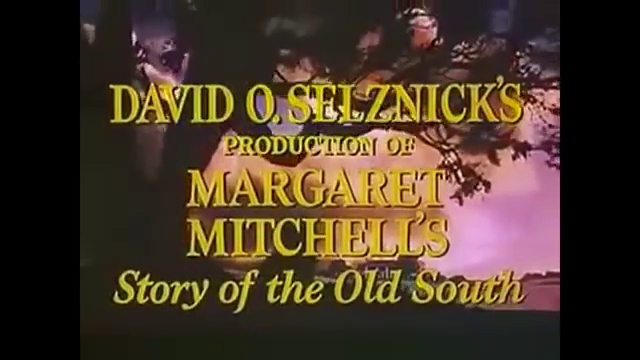 DAVID O. SELZNICK'S
PRODUCTION OF
MARGARET
MITCHELL'S
Story of the Old South